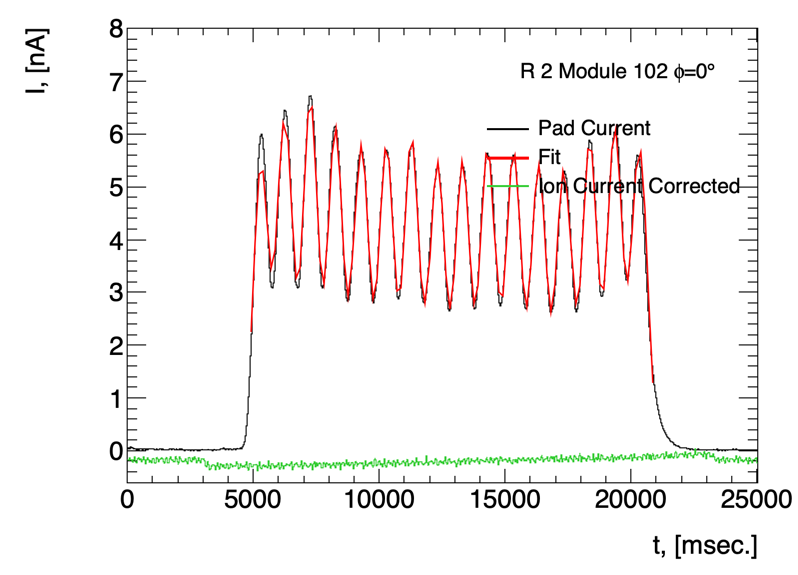 I, [nA]
8
7
6
5
4
3
2
1
0
R 2 Module 102 ϕ=0°
Pad Current
Fit
Ion Current Corrected
0 5000 10000 15000 20000 25000
t, [msec.]